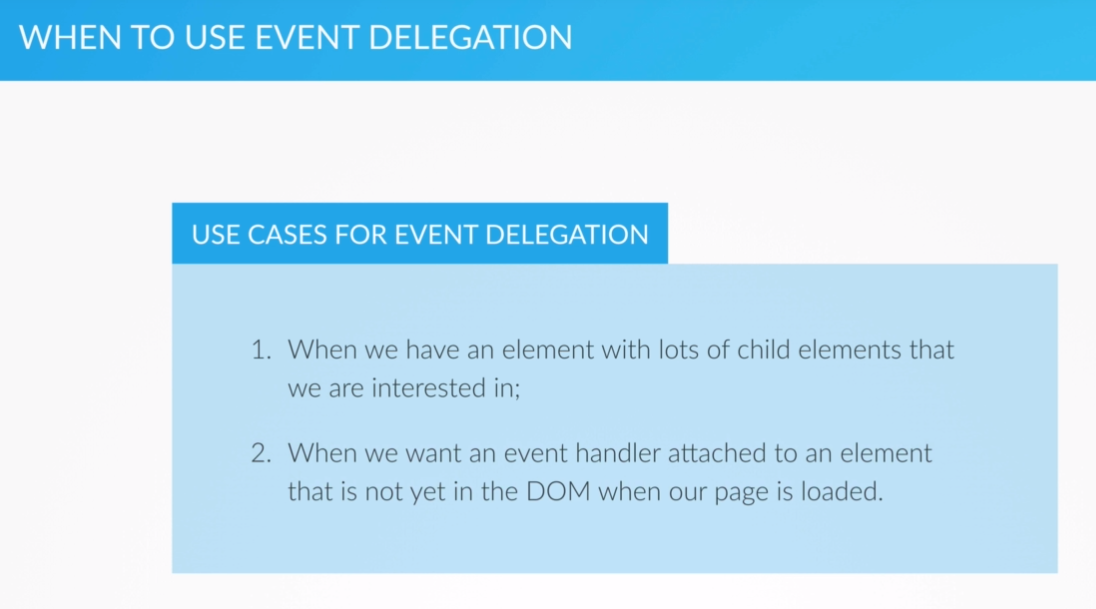 WHEN TO USE EVENT DELEGATION
USE CASES FOR EVENT DELEGATION
1. When we have an element with lots of child elements that
we are interested in;
2. When we want an event handler attached to an element
that is not yet in the DOM when our page is loaded.